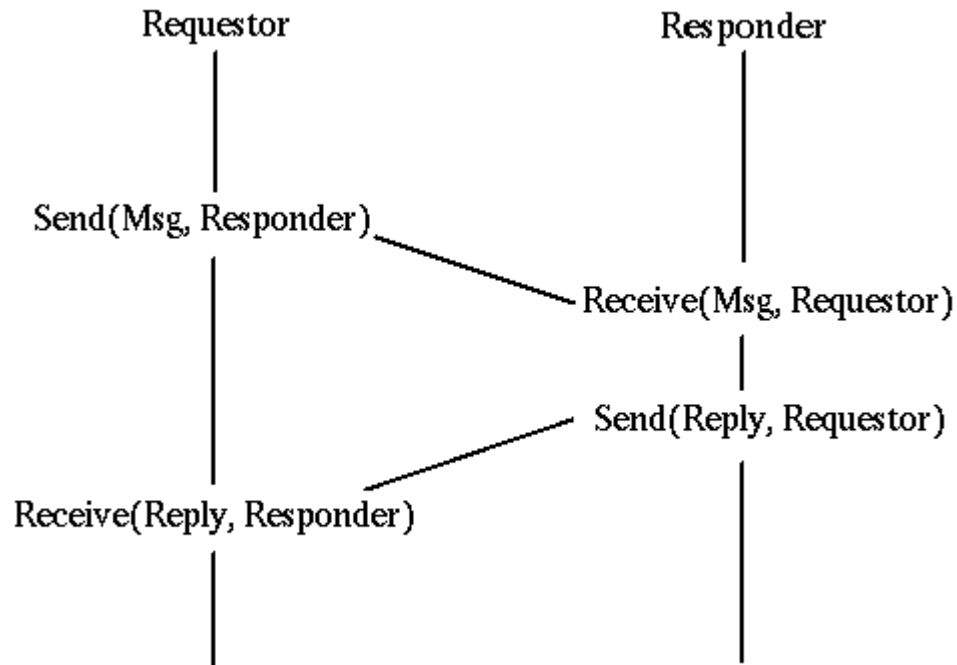 Requestor
Responder
Send(Msg, Responder)
Receive(Msg, Requestor)
Send(Reply, Requestor)
Receive(Reply, Responder)